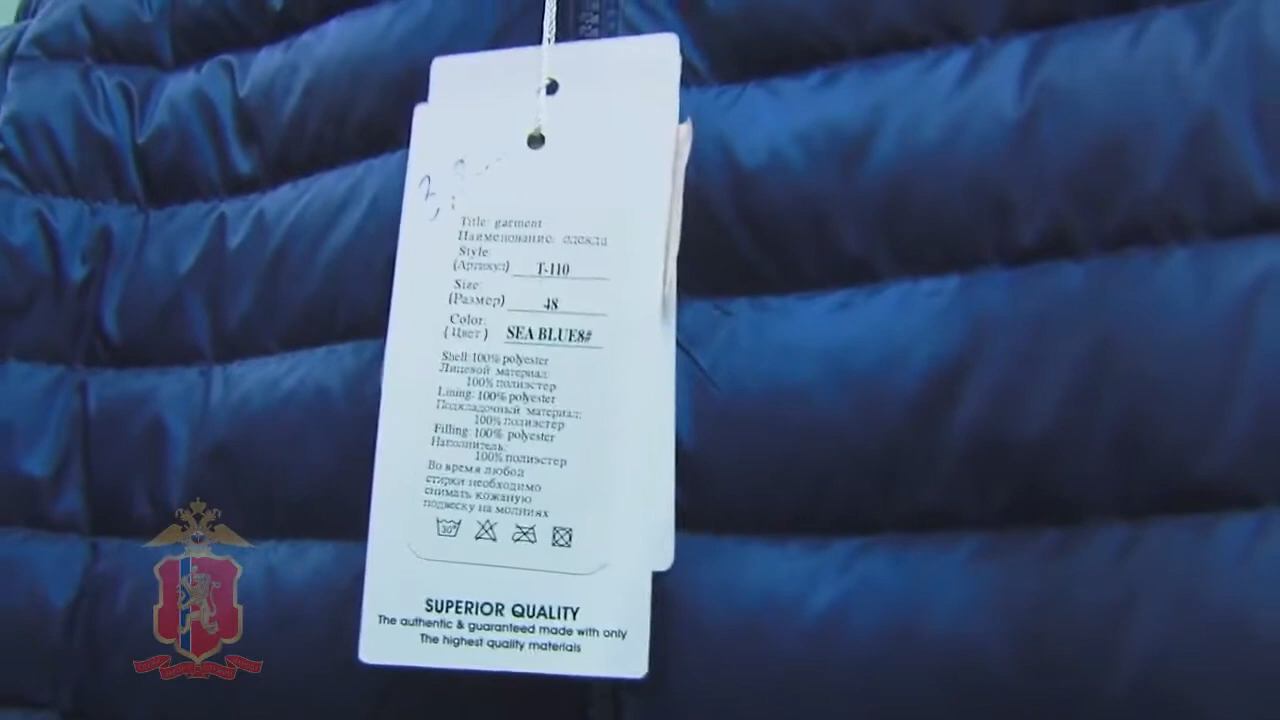 Title: garment
Наименование: одежда
Style:
(Артикул) T-110
Size:
(Размер) 48
Color:
(Цвет) SEA BLUE8#
Shell: 100% polyester
Лицевой материал:
100% полиэстер
Lining: 100% polyester
Подкладочный материал:
100% полиэстер
Filling: 100% polyester
Наполнитель:
100% полиэстер
Во время любой
стирки необходимо
снимать кожаную
подвеску на молниях
30°
SUPERIOR QUALITY
The authentic & guaranteed made with only
The highest quality materials